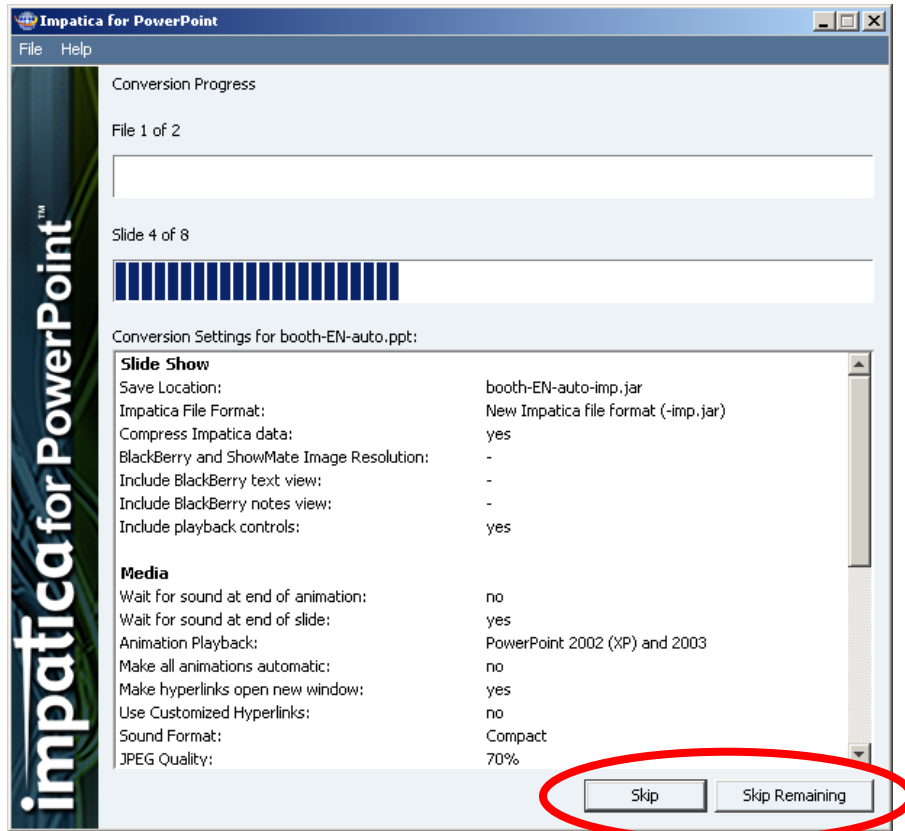 Impatica for PowerPoint
File Help
Conversion Progress
File 1 of 2
Slide 4 of 8
Conversion Settings for booth-EN-auto.ppt:
Slide Show
Save Location: booth-EN-auto-imp.jar
Impatica File Format: New Impatica file format (-imp.jar)
Compress Impatica data: yes
BlackBerry and ShowMate Image Resolution: -
Include BlackBerry text view: -
Include BlackBerry notes view: -
Include playback controls: yes
Media
Wait for sound at end of animation: no
Wait for sound at end of slide: yes
Animation Playback: PowerPoint 2002 (XP) and 2003
Make all animations automatic: no
Make hyperlinks open new window: yes
Use Customized Hyperlinks: no
Sound Format: Compact
JPEG Quality: 70%
Skip Skip Remaining
impatica for PowerPoint™